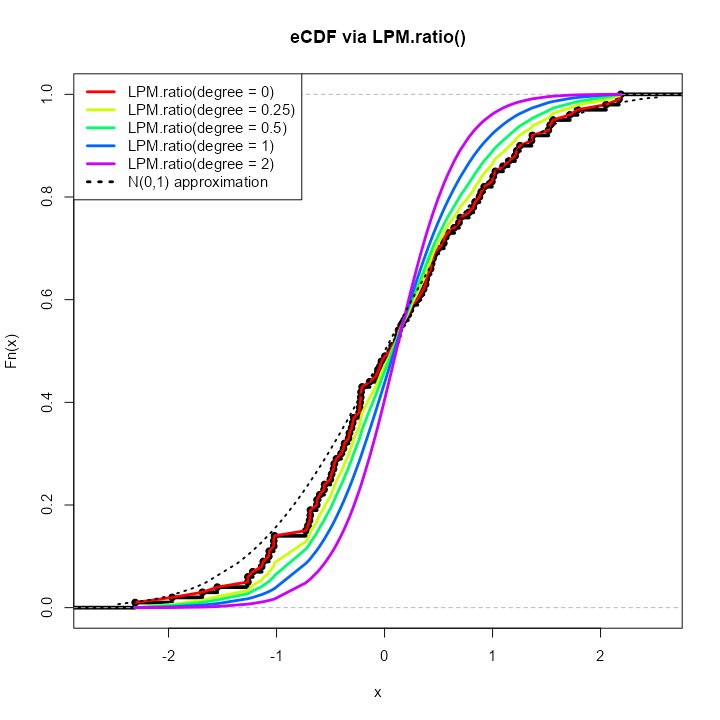 eCDF via LPM.ratio()
LPM.ratio(degree = 0)
LPM.ratio(degree = 0.25)
LPM.ratio(degree = 0.5)
LPM.ratio(degree = 1)
LPM.ratio(degree = 2)
N(0,1) approximation
Fn(x)
1.0
0.8
0.6
0.4
0.2
0.0
-2 -1 0 1 2
x